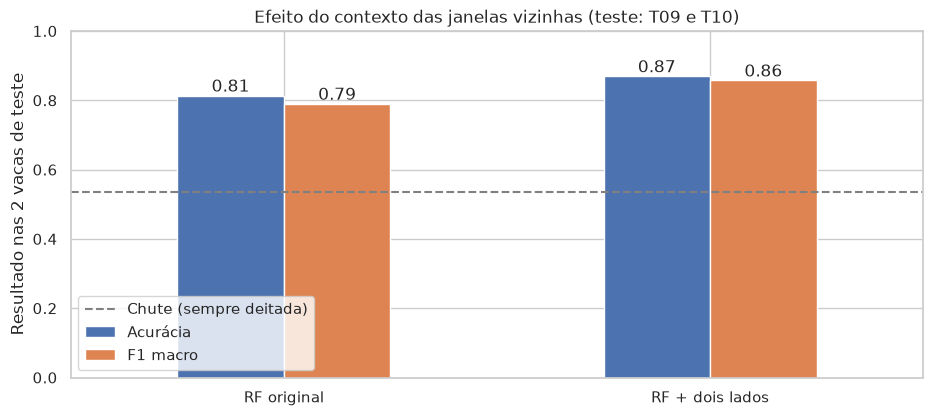 Efeito do contexto das janelas vizinhas (teste: T09 e T10)
Resultado nas 2 vacas de teste
1.0
0.8
0.6
0.4
0.2
0.0
0.81
0.79
0.87
0.86
Chute (sempre deitada)
Acurácia
F1 macro
RF original
RF + dois lados